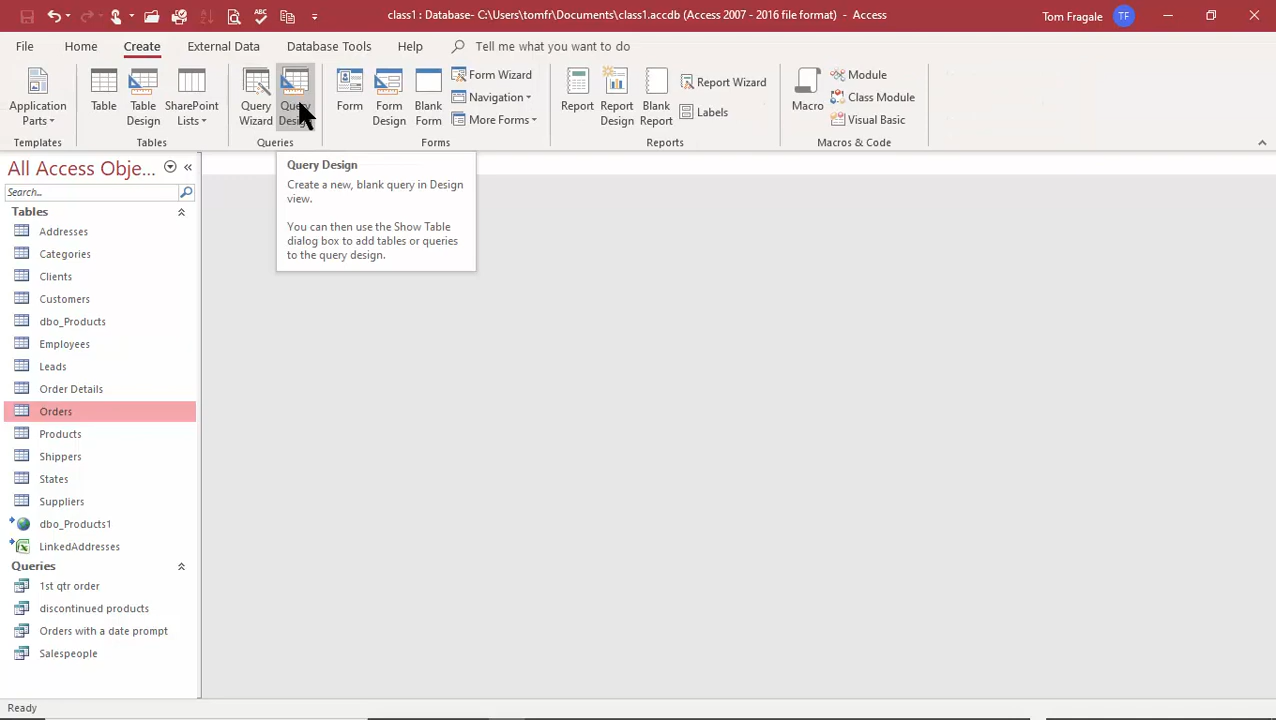 class1 : Database- C:\Users\tomfr\Documents\class1.accdb (Access 2007 - 2016 file format) - Access
Tom Fragale
TF
File
Home
Create
External Data
Database Tools
Help
Tell me what you want to do
Application
Parts
Templates
Table
Table
Design
SharePoint
Lists
Tables
Query
Wizard
Query
Design
Queries
Form
Form
Design
Blank
Form
Form Wizard
Navigation
More Forms
Forms
Report
Report
Design
Blank
Report
Report Wizard
Labels
Reports
Macro
Module
Class Module
Visual Basic
Macros & Code
Query Design
Create a new, blank query in Design
view.
You can then use the Show Table
dialog box to add tables or queries
to the query design.
All Access Obje...
Search...
Tables
Addresses
Categories
Clients
Customers
dbo_Products
Employees
Leads
Order Details
Orders
Products
Shippers
States
Suppliers
dbo_Products1
LinkedAddresses
Queries
1st qtr order
discontinued products
Orders with a date prompt
Salespeople
Ready